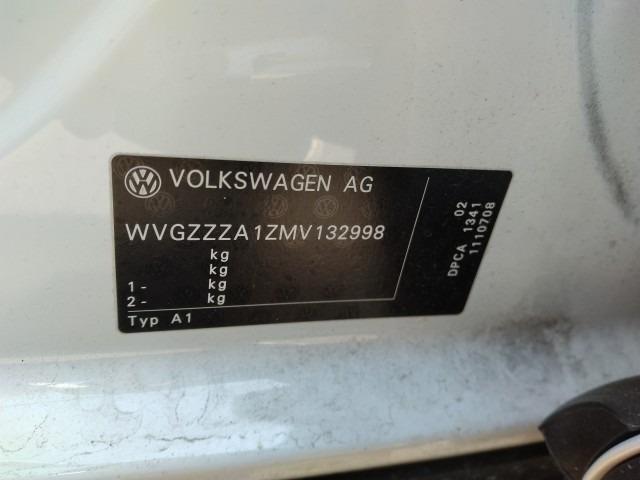 VOLKSWAGEN AG
WVGZZZA1ZMV132998
kg
kg
1- kg
2- kg
Typ A1
02
DPCA 1341
1110708